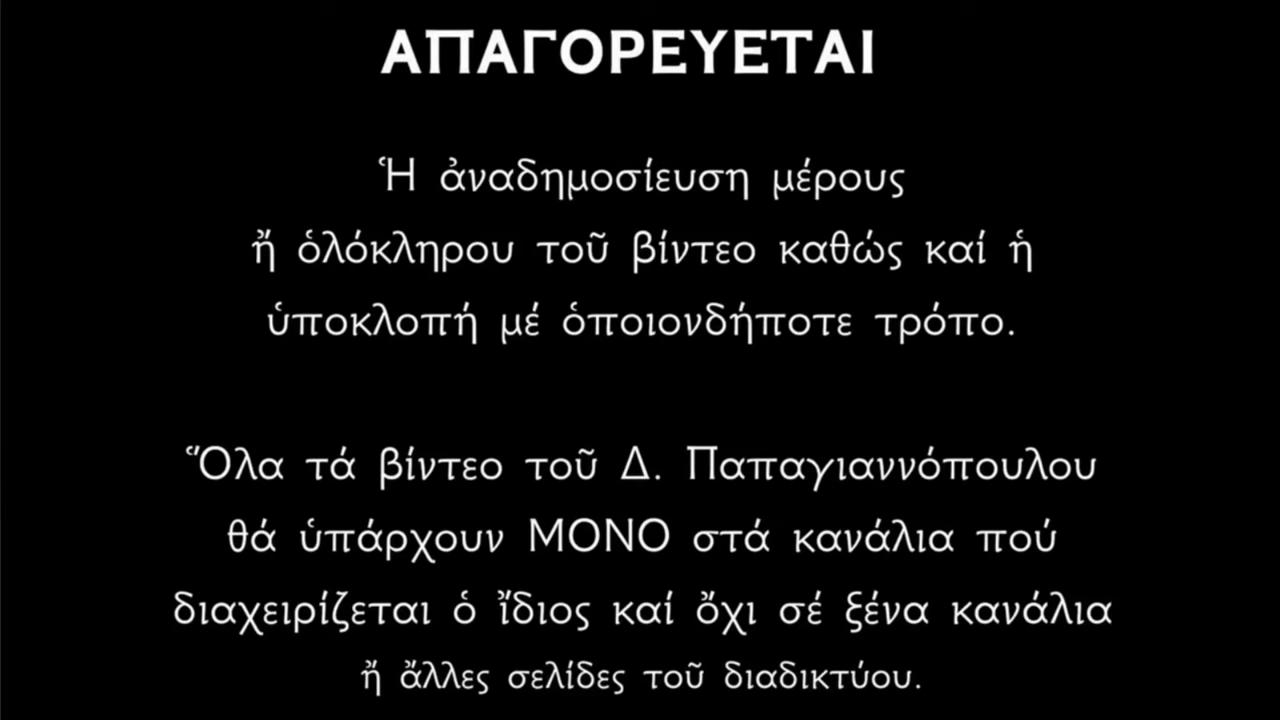 ΑΠΑΓΟΡΕΥΕΤΑΙ
Ἡ ἀναδημοσίευση μέρους
ἤ ὁλόκληρου τοῦ βίντεο καθώς καί ἡ
ὑποκλοπή μέ ὁποιονδήποτε τρόπο.
Ὅλα τά βίντεο τοῦ Δ. Παπαγιαννόπουλου
θά ὑπάρχουν ΜΟΝΟ στά κανάλια πού
διαχειρίζεται ὁ ἴδιος καί ὄχι σέ ξένα κανάλια
ἤ ἄλλες σελίδες τοῦ διαδικτύου.